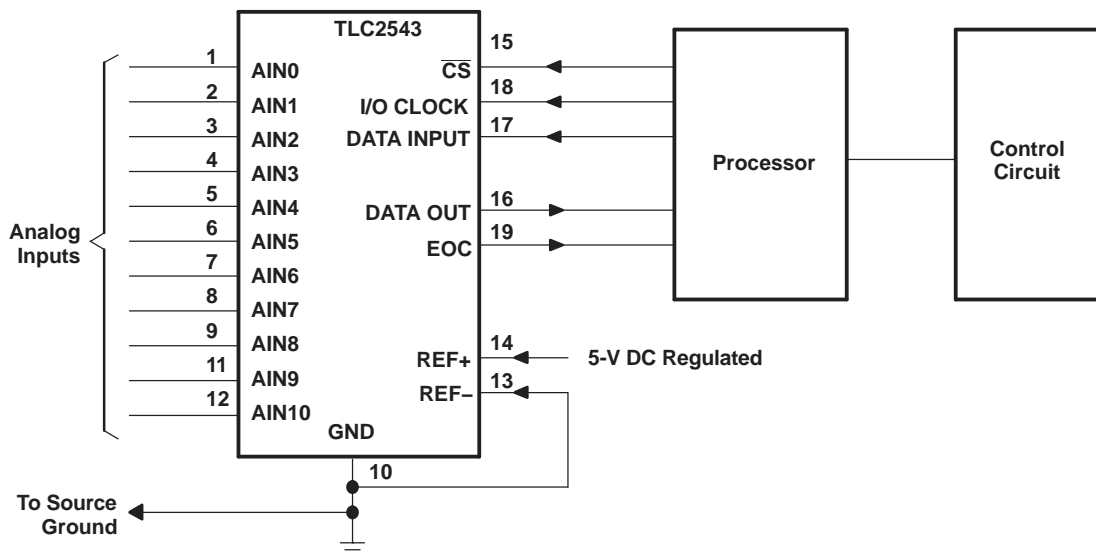 TLC2543
1
AIN0
2
AIN1
3
AIN2
4
AIN3
5
AIN4
6
AIN5
7
AIN6
8
AIN7
9
AIN8
11
AIN9
12
AIN10
Analog
Inputs
15
CS
18
I/O CLOCK
17
DATA INPUT
16
DATA OUT
19
EOC
14
REF+
5-V DC Regulated
13
REF–
GND
10
To Source
Ground
Processor
Control
Circuit